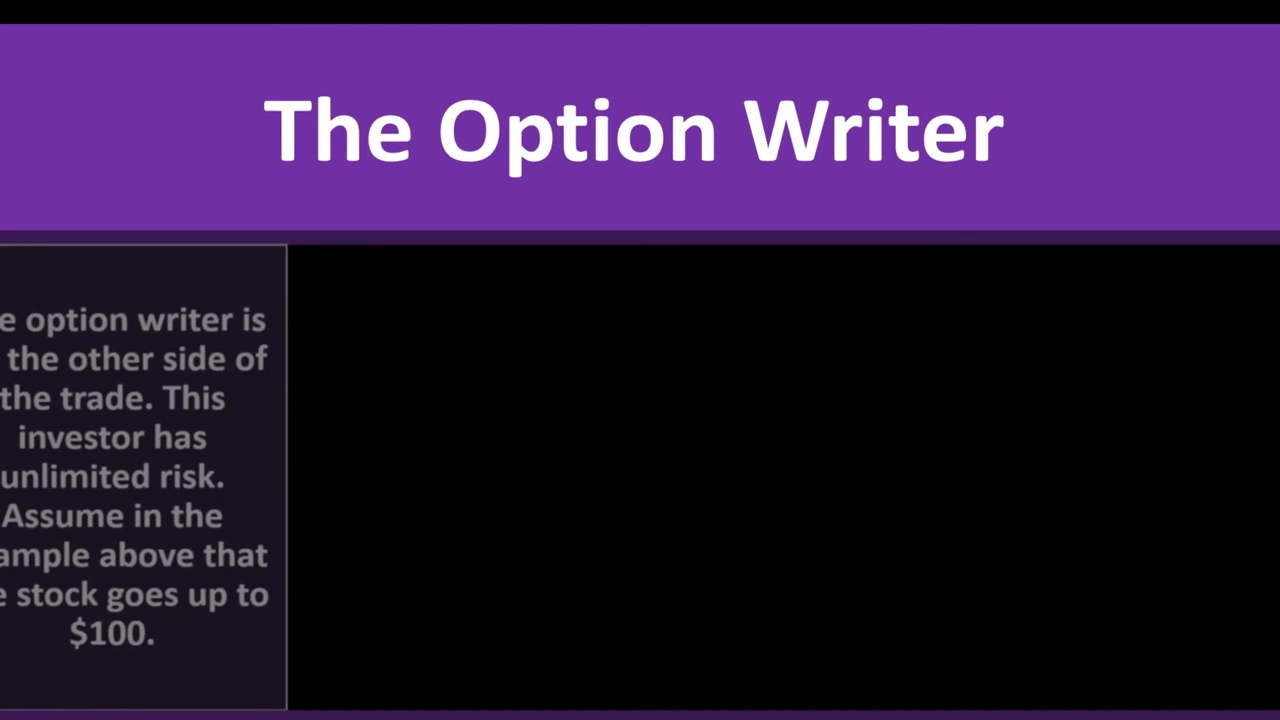 The Option Writer
e option writer is
the other side of
the trade. This
investor has
unlimited risk.
Assume in the
ample above that
e stock goes up to
$100.